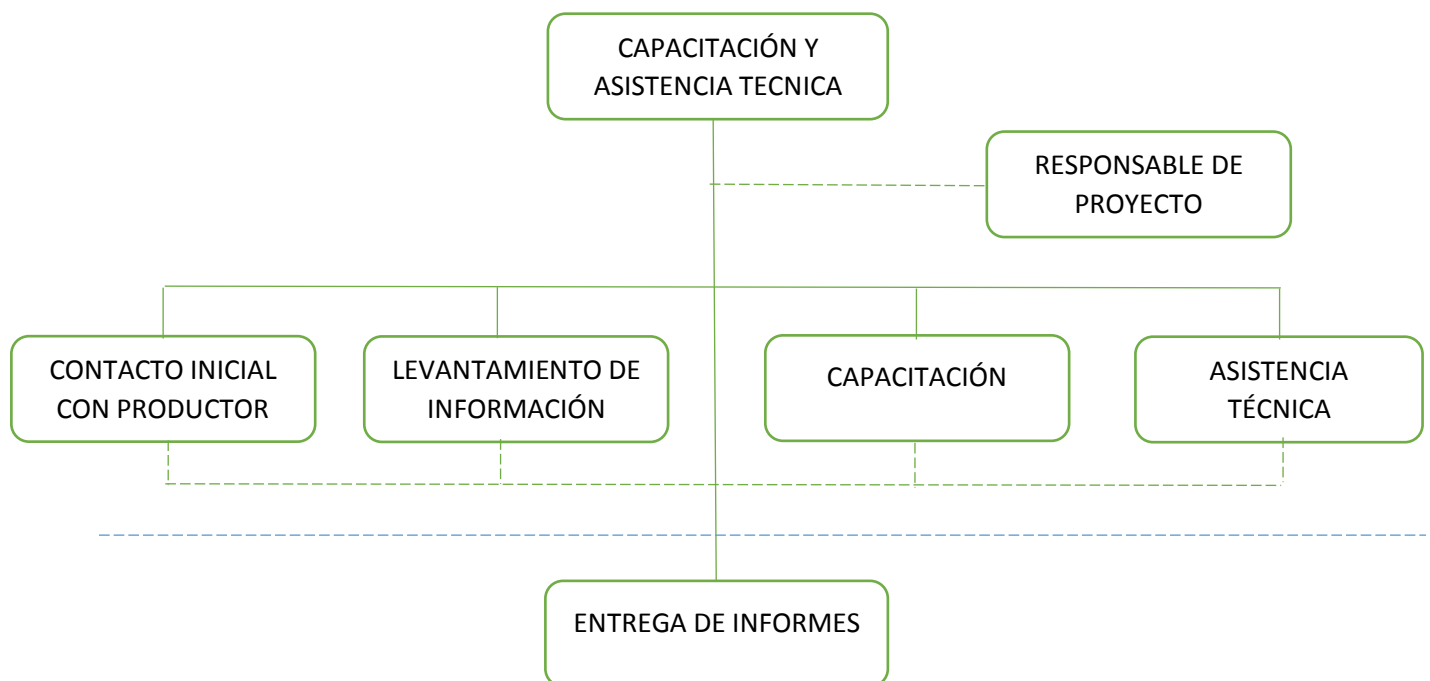 CAPACITACIÓN Y
ASISTENCIA TECNICA
RESPONSABLE DE
PROYECTO
CONTACTO INICIAL
CON PRODUCTOR
LEVANTAMIENTO DE
INFORMACIÓN
CAPACITACIÓN
ASISTENCIA
TÉCNICA
ENTREGA DE INFORMES